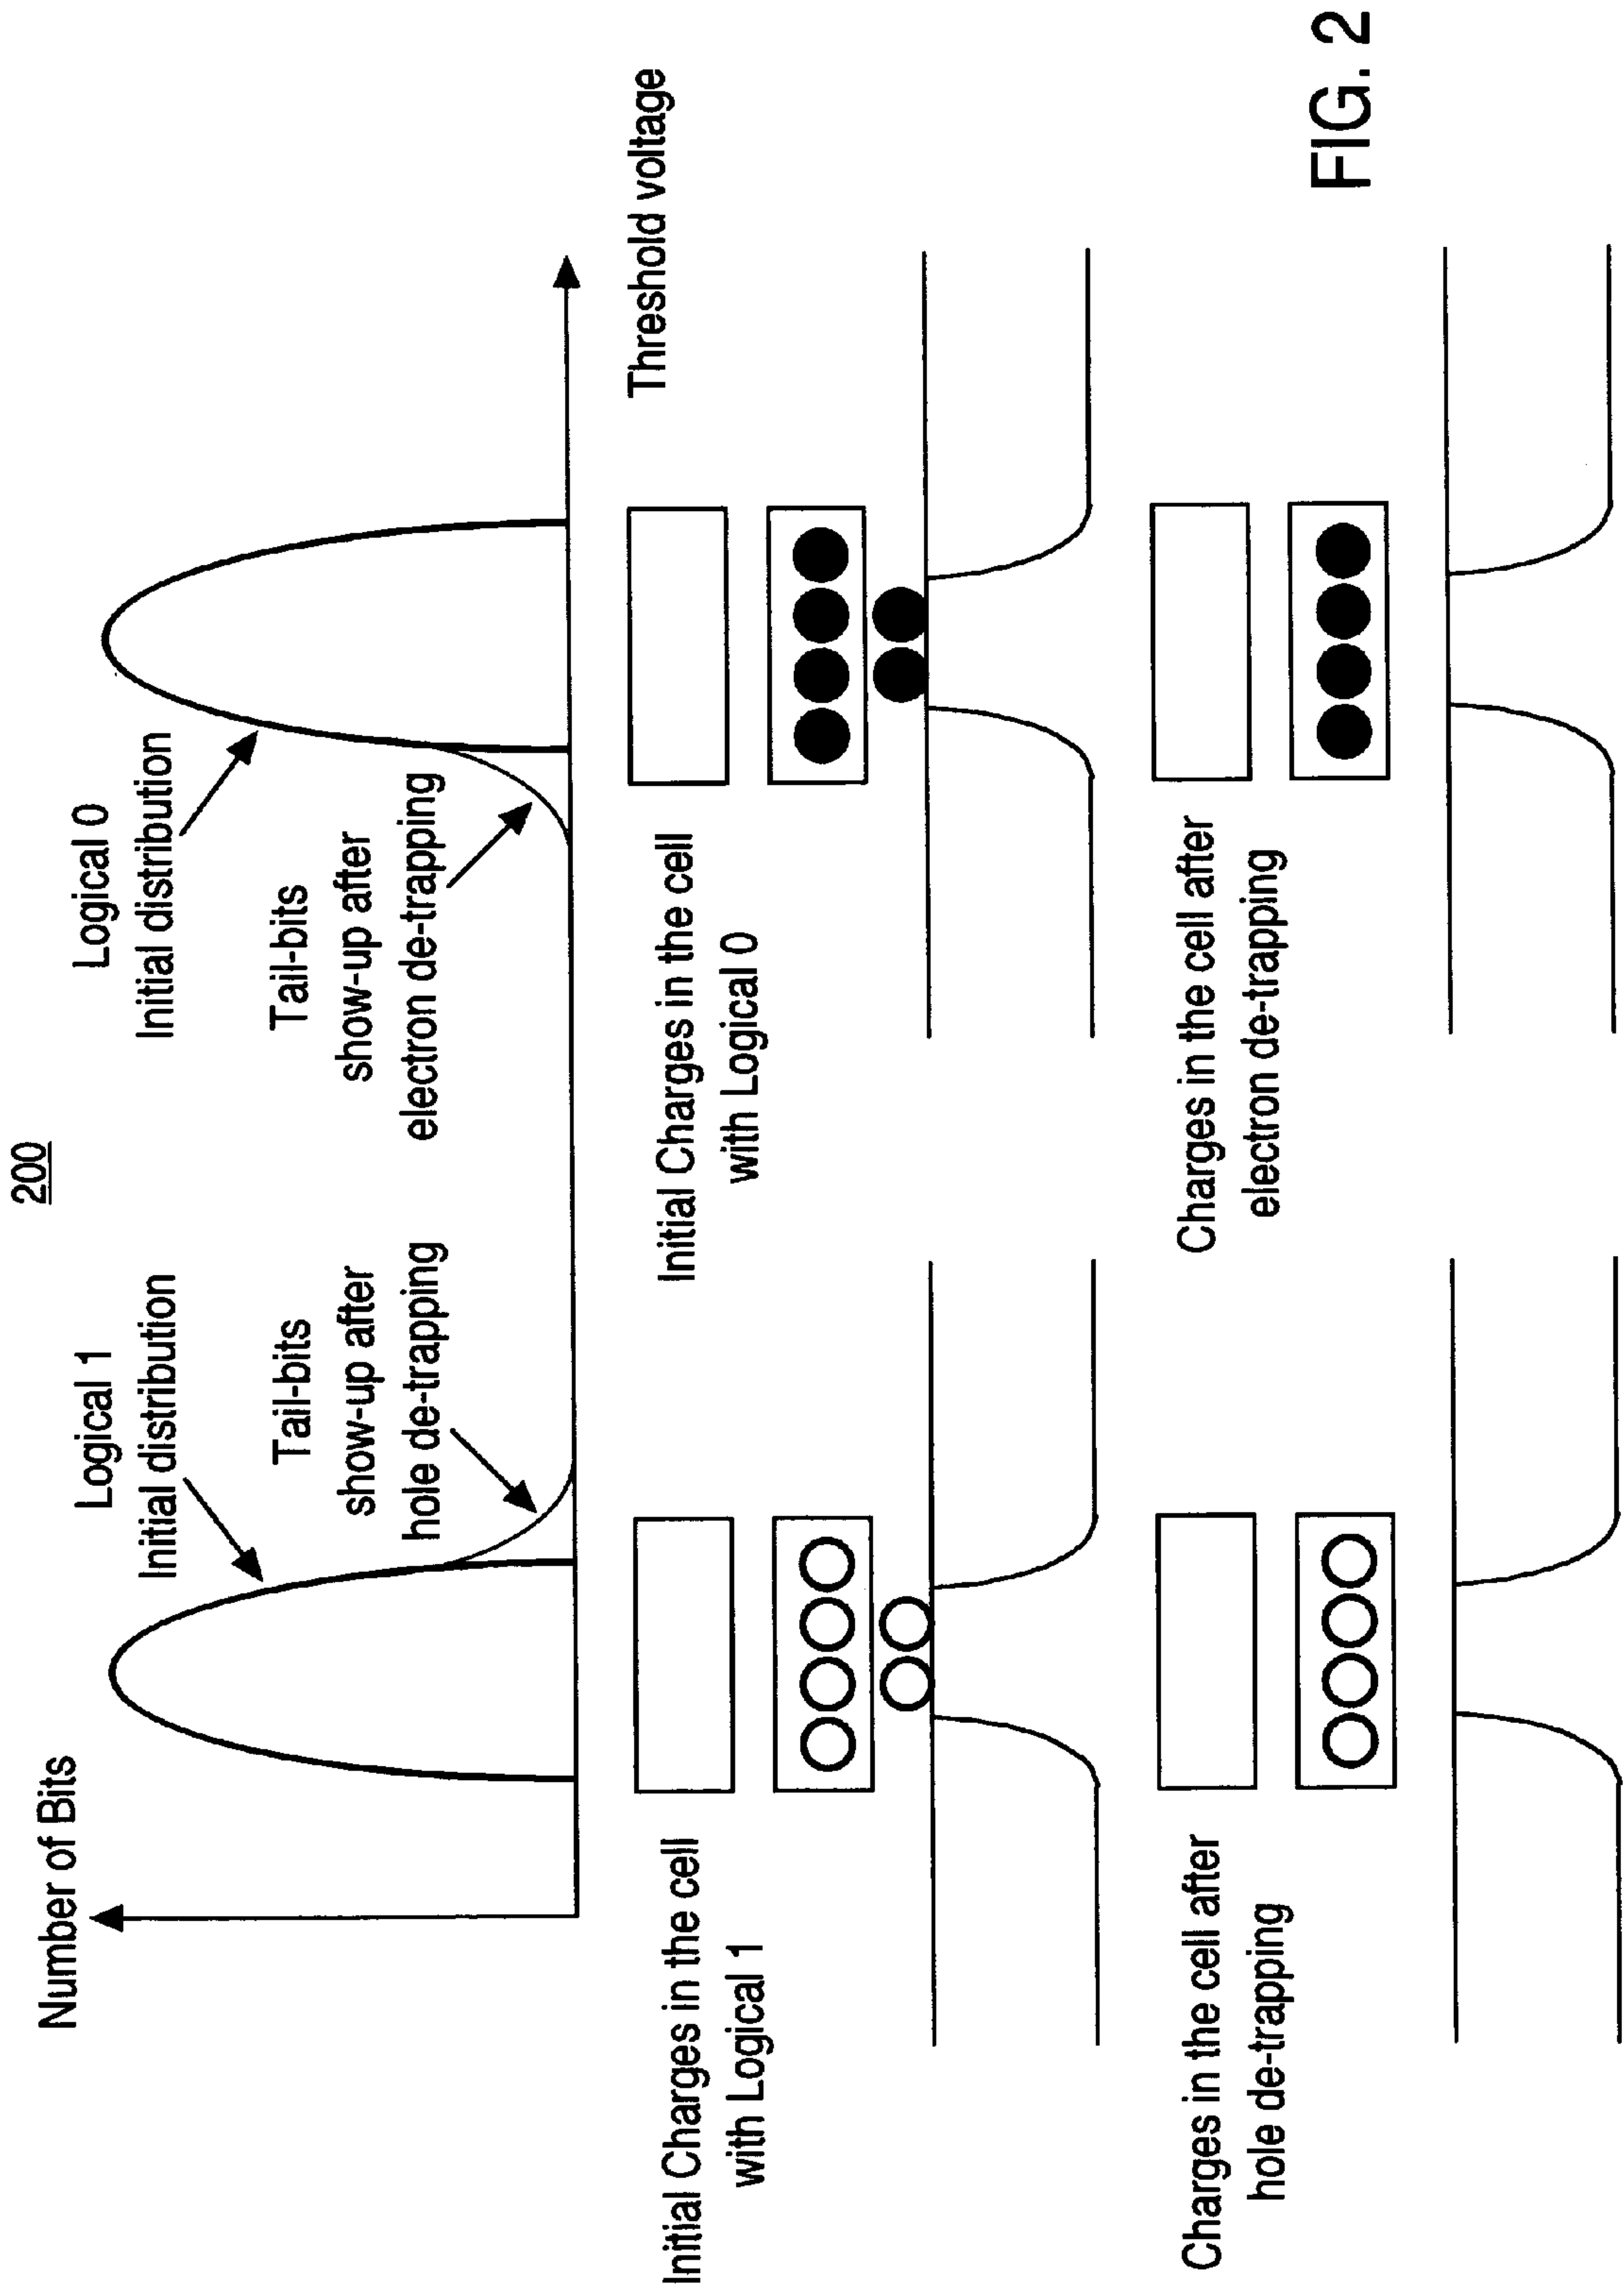 200
Number of Bits
Logical 1
Initial distribution
Tail-bits
show-up after
hole de-trapping
Logical 0
Initial distribution
Tail-bits
show-up after
electron de-trapping
Threshold voltage
Initial Charges in the cell
with Logical 1
Initial Charges in the cell
with Logical 0
Charges in the cell after
hole de-trapping
Charges in the cell after
electron de-trapping
FIG. 2